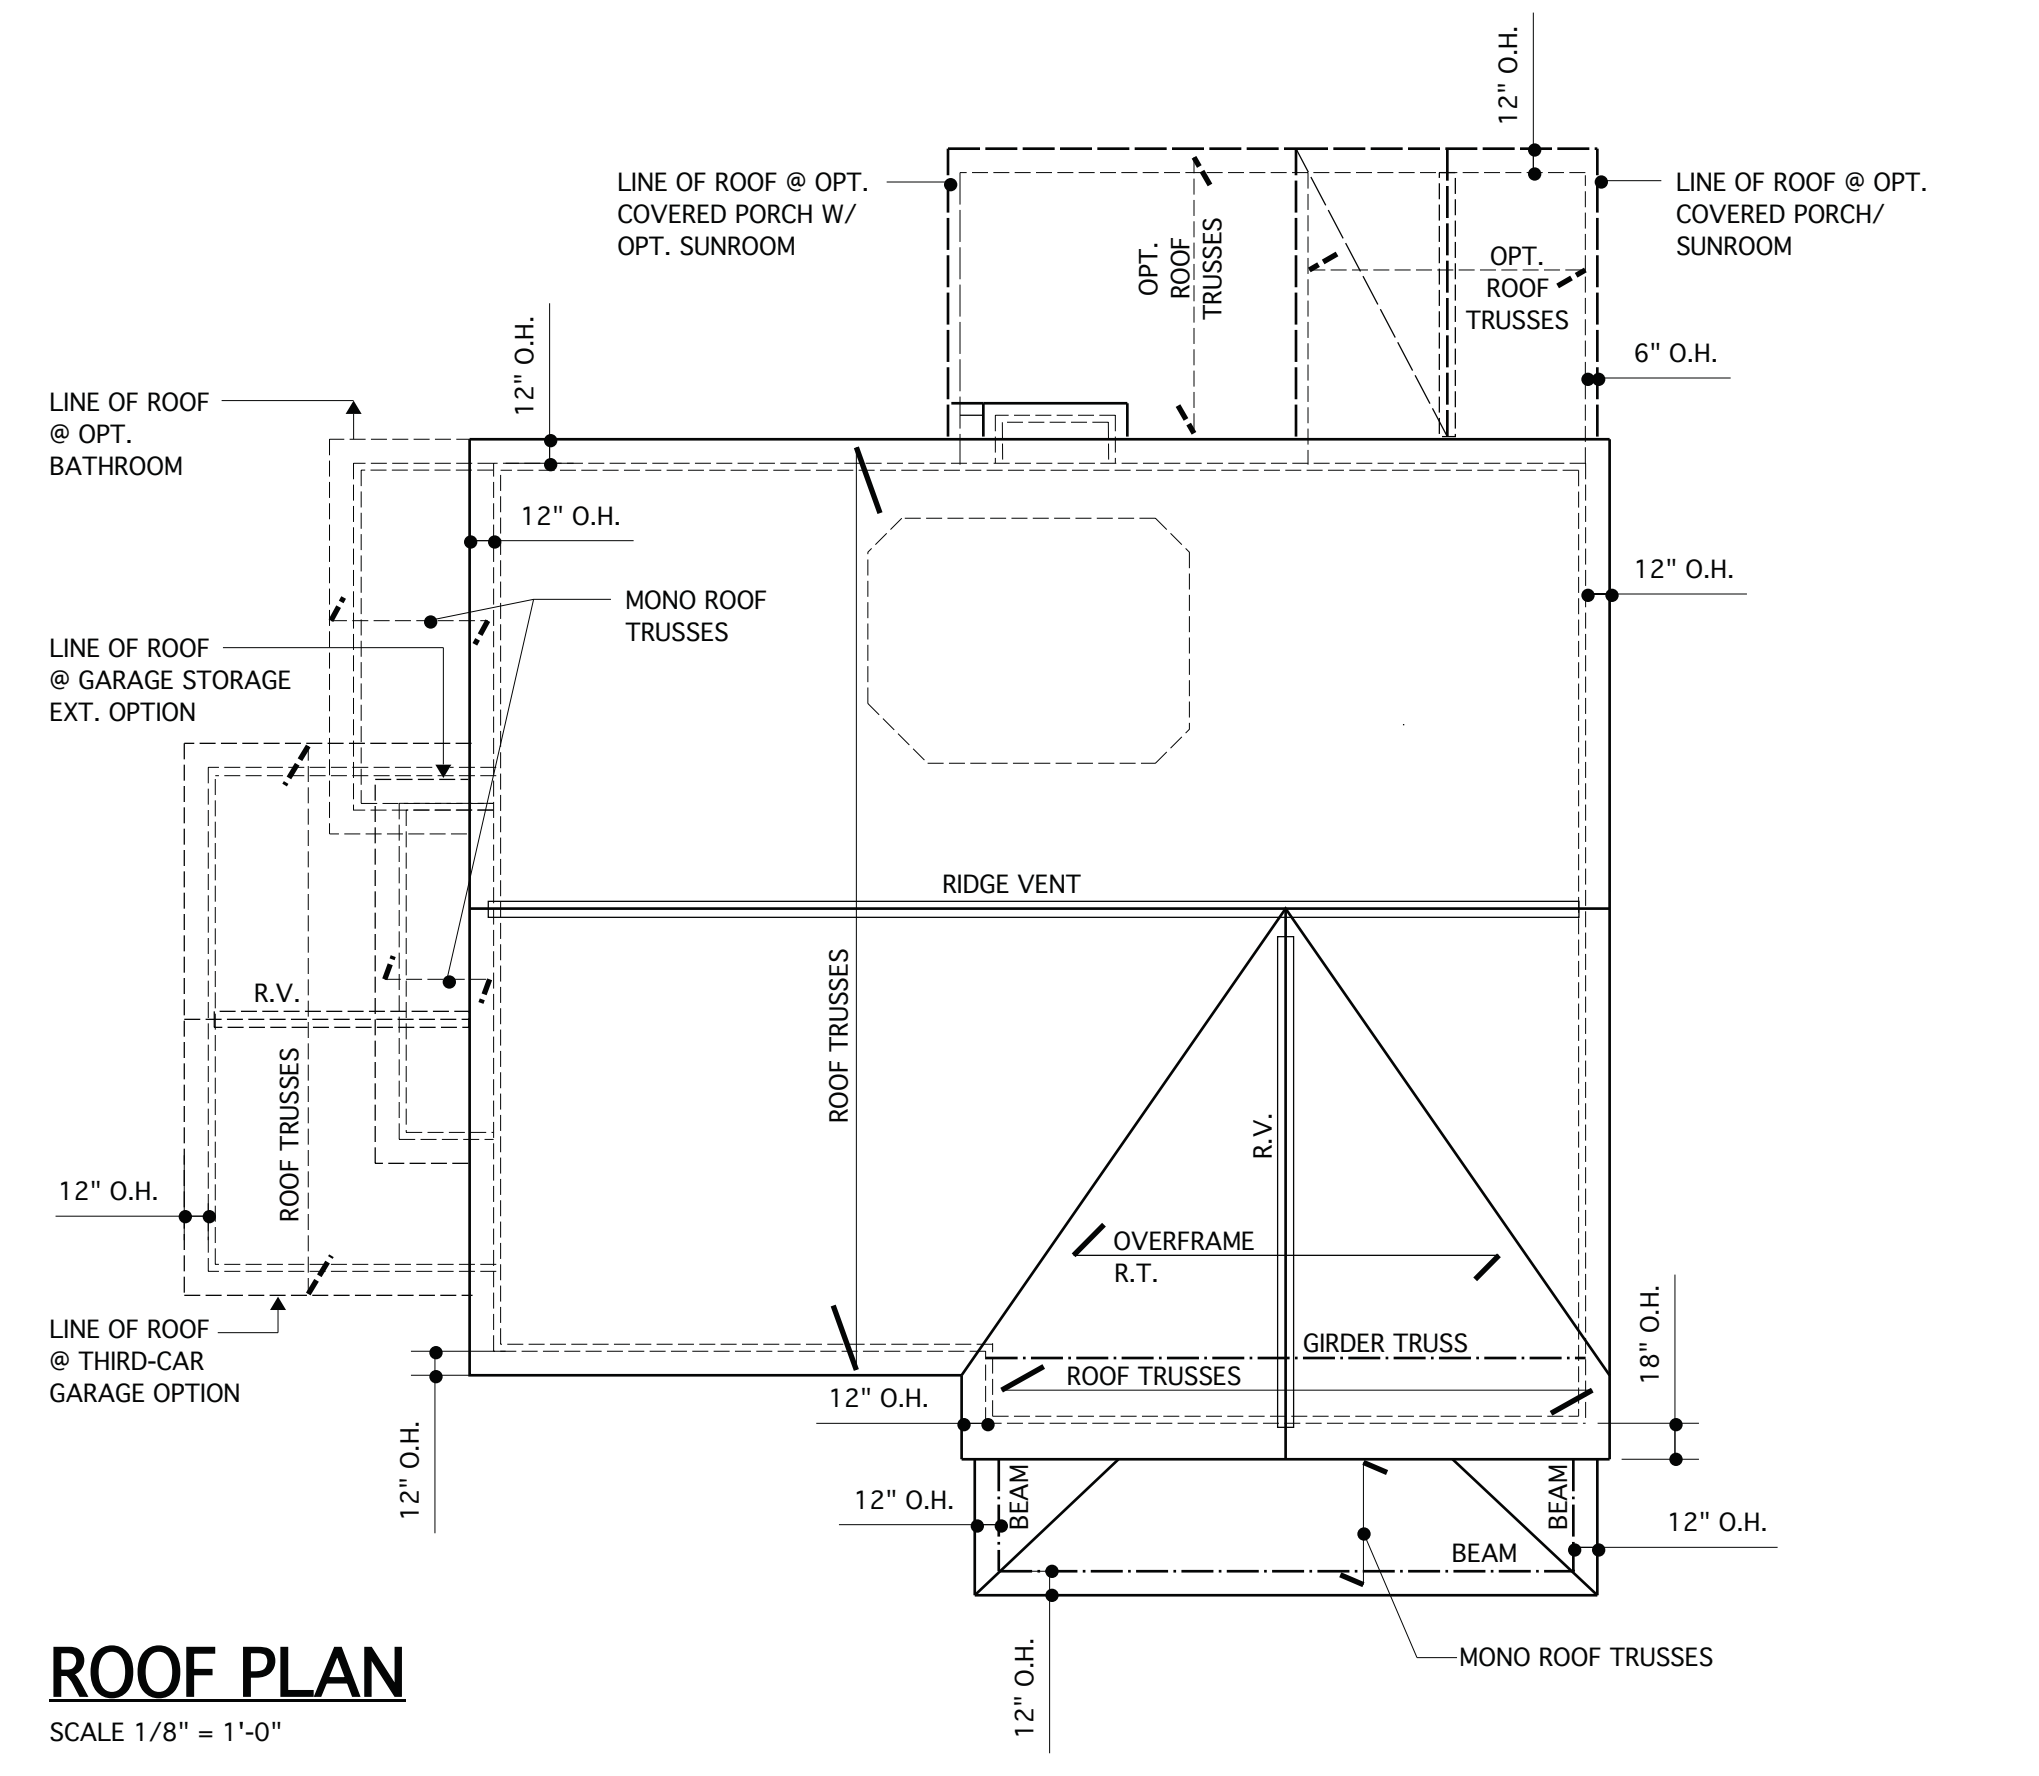 12" O.H.
LINE OF ROOF @ OPT.
COVERED PORCH W/
OPT. SUNROOM
LINE OF ROOF @ OPT.
COVERED PORCH/
SUNROOM
OPT.
ROOF
TRUSSES
OPT.
ROOF
TRUSSES
12" O.H.
6" O.H.
LINE OF ROOF
@ OPT.
BATHROOM
12" O.H.
12" O.H.
MONO ROOF
TRUSSES
LINE OF ROOF
@ GARAGE STORAGE
EXT. OPTION
RIDGE VENT
R.V.
ROOF TRUSSES
ROOF TRUSSES
R.V.
12" O.H.
OVERFRAME
R.T.
LINE OF ROOF
@ THIRD-CAR
GARAGE OPTION
GIRDER TRUSS
18" O.H.
ROOF TRUSSES
12" O.H.
12" O.H.
12" O.H.
BEAM
BEAM
12" O.H.
BEAM
12" O.H.
MONO ROOF TRUSSES
ROOF PLAN
SCALE 1/8" = 1'-0"